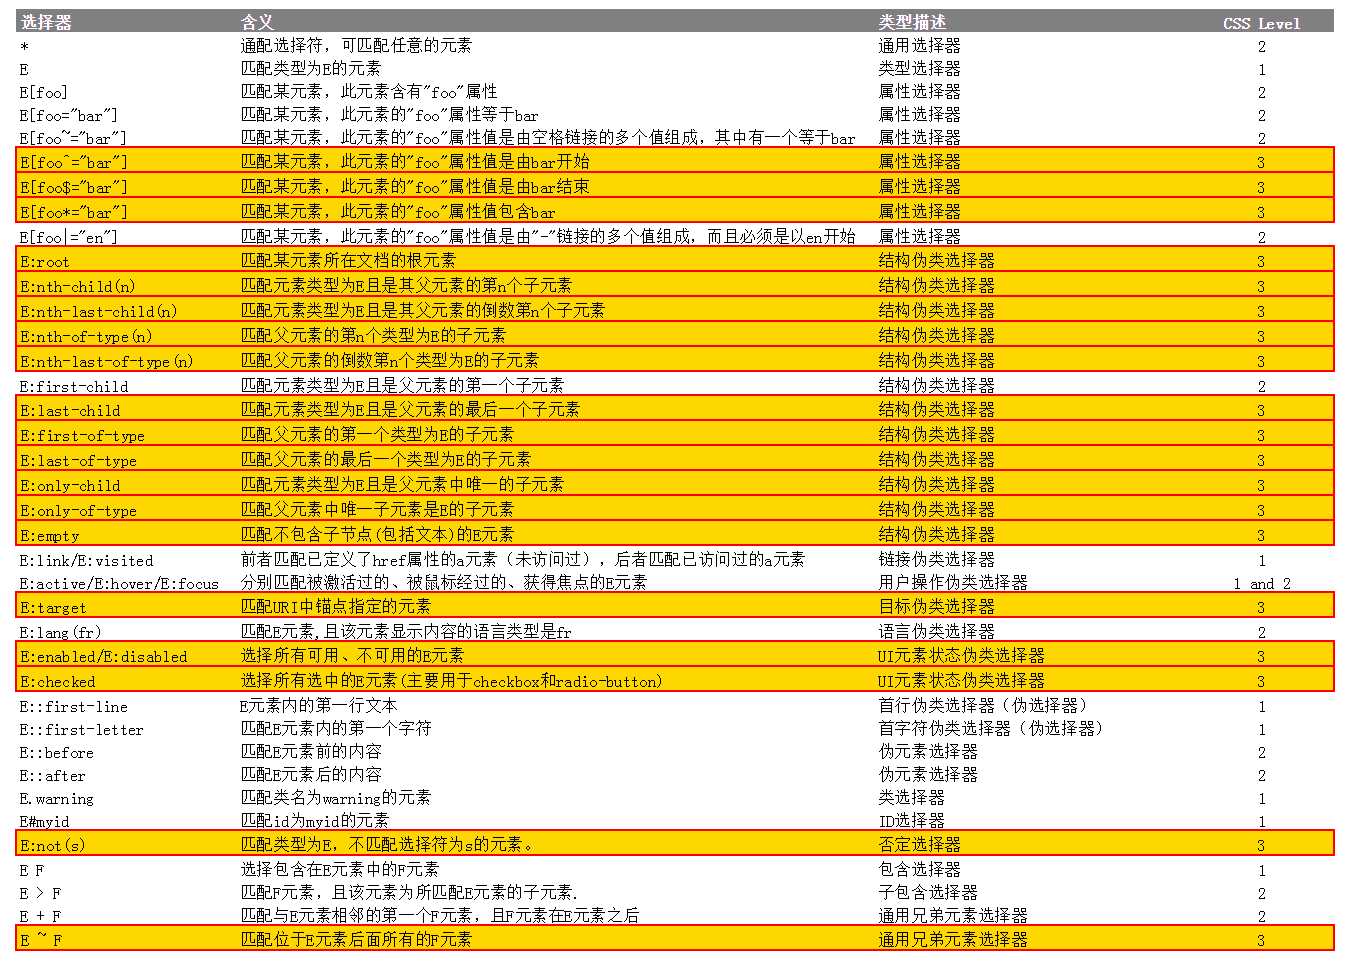 选择器 含义 类型描述 CSS Level
* 通配选择符，可匹配任意的元素 通用选择器 2
E 匹配类型为E的元素 类型选择器 1
E[foo] 匹配某元素，此元素含有"foo"属性 属性选择器 2
E[foo="bar"] 匹配某元素，此元素的"foo"属性等于bar 属性选择器 2
E[foo~="bar"] 匹配某元素，此元素的"foo"属性值是由空格链接的多个值组成，其中有一个等于bar 属性选择器 2
E[foo^="bar"] 匹配某元素，此元素的"foo"属性值是由bar开始 属性选择器 3
E[foo$="bar"] 匹配某元素，此元素的"foo"属性值是由bar结束 属性选择器 3
E[foo*="bar"] 匹配某元素，此元素的"foo"属性值包含bar 属性选择器 3
E[foo|="en"] 匹配某元素，此元素的"foo"属性值是由"-"链接的多个值组成，而且必须是以en开始 属性选择器 2
E:root 匹配某元素所在文档的根元素 结构伪类选择器 3
E:nth-child(n) 匹配元素类型为E且是其父元素的第n个子元素 结构伪类选择器 3
E:nth-last-child(n) 匹配元素类型为E且是其父元素的倒数第n个子元素 结构伪类选择器 3
E:nth-of-type(n) 匹配父元素的第n个类型为E的子元素 结构伪类选择器 3
E:nth-last-of-type(n) 匹配父元素的倒数第n个类型为E的子元素 结构伪类选择器 3
E:first-child 匹配元素类型为E且是父元素的第一个子元素 结构伪类选择器 2
E:last-child 匹配元素类型为E且是父元素的最后一个子元素 结构伪类选择器 3
E:first-of-type 匹配父元素的第一个类型为E的子元素 结构伪类选择器 3
E:last-of-type 匹配父元素的最后一个类型为E的子元素 结构伪类选择器 3
E:only-child 匹配元素类型为E且是父元素中唯一的子元素 结构伪类选择器 3
E:only-of-type 匹配父元素中唯一子元素是E的子元素 结构伪类选择器 3
E:empty 匹配不包含子节点(包括文本)的E元素 结构伪类选择器 3
E:link/E:visited 前者匹配已定义了href属性的a元素（未访问过），后者匹配已访问过的a元素 链接伪类选择器 1
E:active/E:hover/E:focus 分别匹配被激活过的、被鼠标经过的、获得焦点的E元素 用户操作伪类选择器 1 and 2
E:target 匹配URI中锚点指定的元素 目标伪类选择器 3
E:lang(fr) 匹配E元素,且该元素显示内容的语言类型是fr 语言伪类选择器 2
E:enabled/E:disabled 选择所有可用、不可用的E元素 UI元素状态伪类选择器 3
E:checked 选择所有选中的E元素(主要用于checkbox和radio-button) UI元素状态伪类选择器 3
E::first-line E元素内的第一行文本 首行伪类选择器（伪选择器） 1
E::first-letter 匹配E元素内的第一个字符 首字符伪类选择器（伪选择器） 1
E::before 匹配E元素前的内容 伪元素选择器 2
E::after 匹配E元素后的内容 伪元素选择器 2
E.warning 匹配类名为warning的元素 类选择器 1
E#myid 匹配id为myid的元素 ID选择器 1
E:not(s) 匹配类型为E，不匹配选择符为s的元素。 否定选择器 3
E F 选择包含在E元素中的F元素 包含选择器 1
E > F 匹配F元素，且该元素为所匹配E元素的子元素. 子包含选择器 2
E + F 匹配与E元素相邻的第一个F元素，且F元素在E元素之后 通用兄弟元素选择器 2
E ~ F 匹配位于E元素后面所有的F元素 通用兄弟元素选择器 3